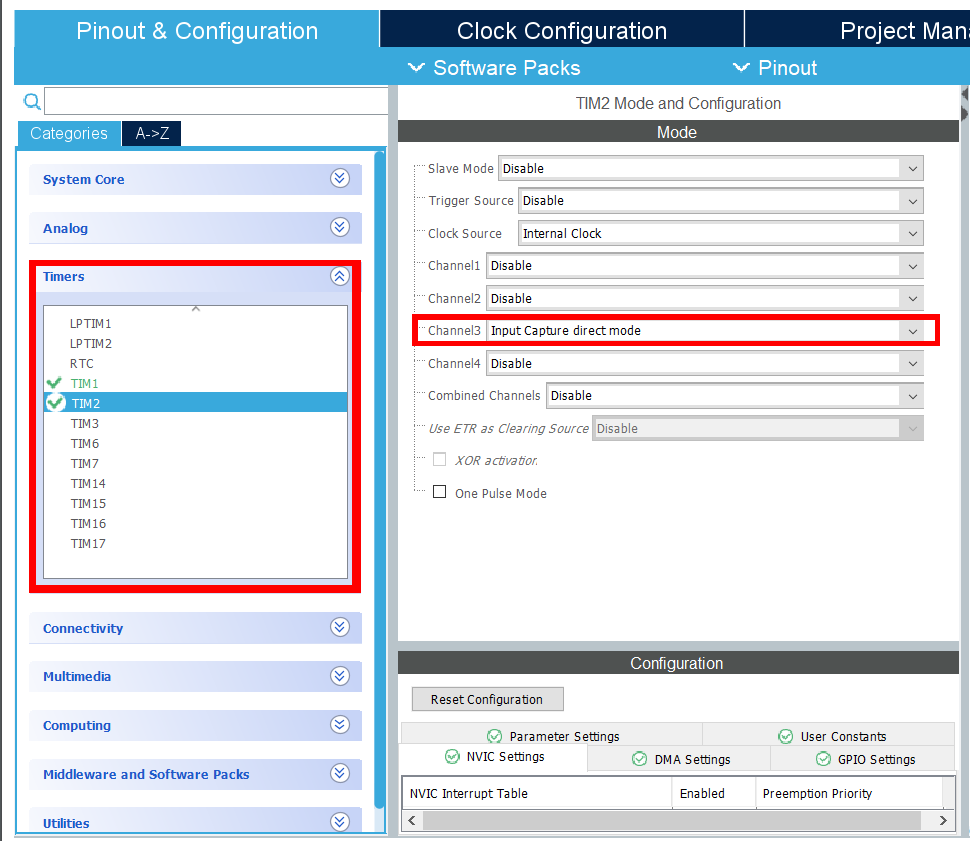 Pinout & Configuration
Clock Configuration
Project Man
Software Packs
Pinout
Categories
A->Z
System Core
Analog
Timers
LPTIM1
LPTIM2
RTC
TIM1
TIM2
TIM3
TIM6
TIM7
TIM14
TIM15
TIM16
TIM17
Connectivity
Multimedia
Computing
Middleware and Software Packs
Utilities
TIM2 Mode and Configuration
Mode
Slave Mode Disable
Trigger Source Disable
Clock Source Internal Clock
Channel1 Disable
Channel2 Disable
Channel3 Input Capture direct mode
Channel4 Disable
Combined Channels Disable
Use ETR as Clearing Source Disable
XOR activation
One Pulse Mode
Configuration
Reset Configuration
Parameter Settings
User Constants
NVIC Settings
DMA Settings
GPIO Settings
NVIC Interrupt Table
Enabled
Preemption Priority